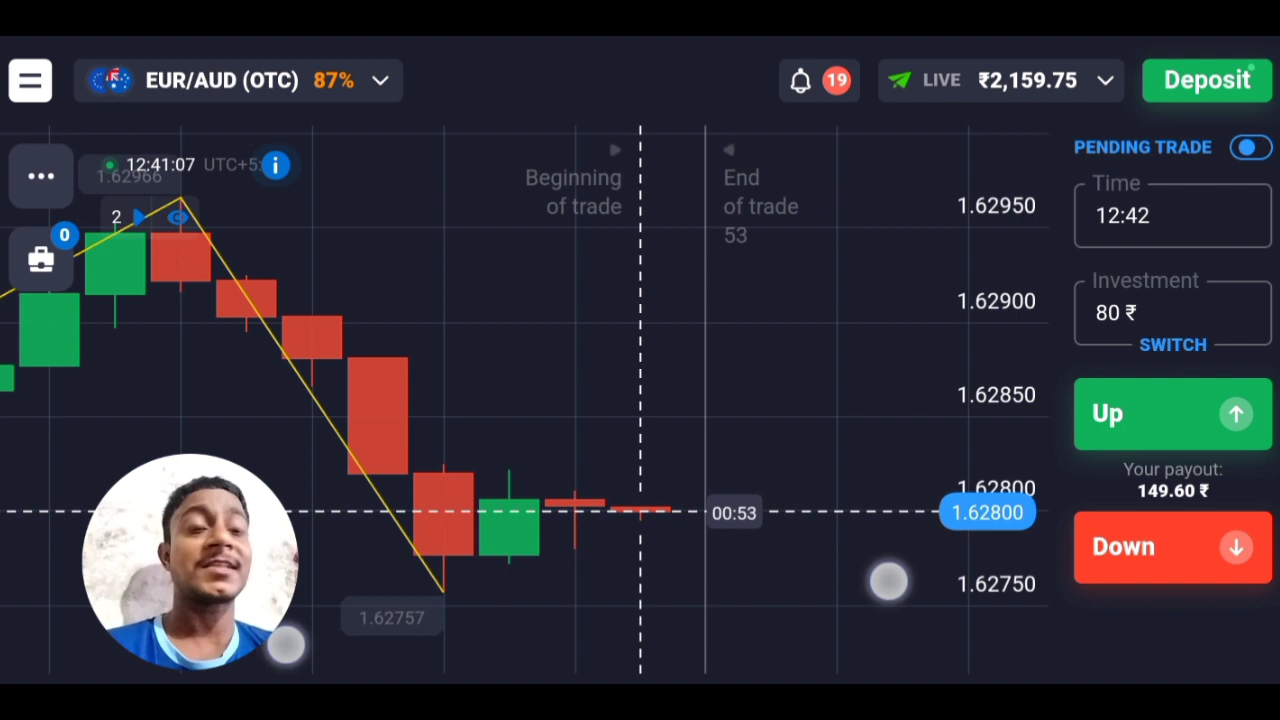 EUR/AUD (OTC) 87%
19
LIVE ₹2,159.75
Deposit
12:41:07 UTC+5:
1.62966
2
0
Beginning
of trade
End
of trade
53
1.62950
1.62900
1.62850
1.62800
1.62800
1.62750
00:53
1.62757
PENDING TRADE
Time
12:42
Investment
80 ₹
SWITCH
Up
Your payout:
149.60 ₹
Down